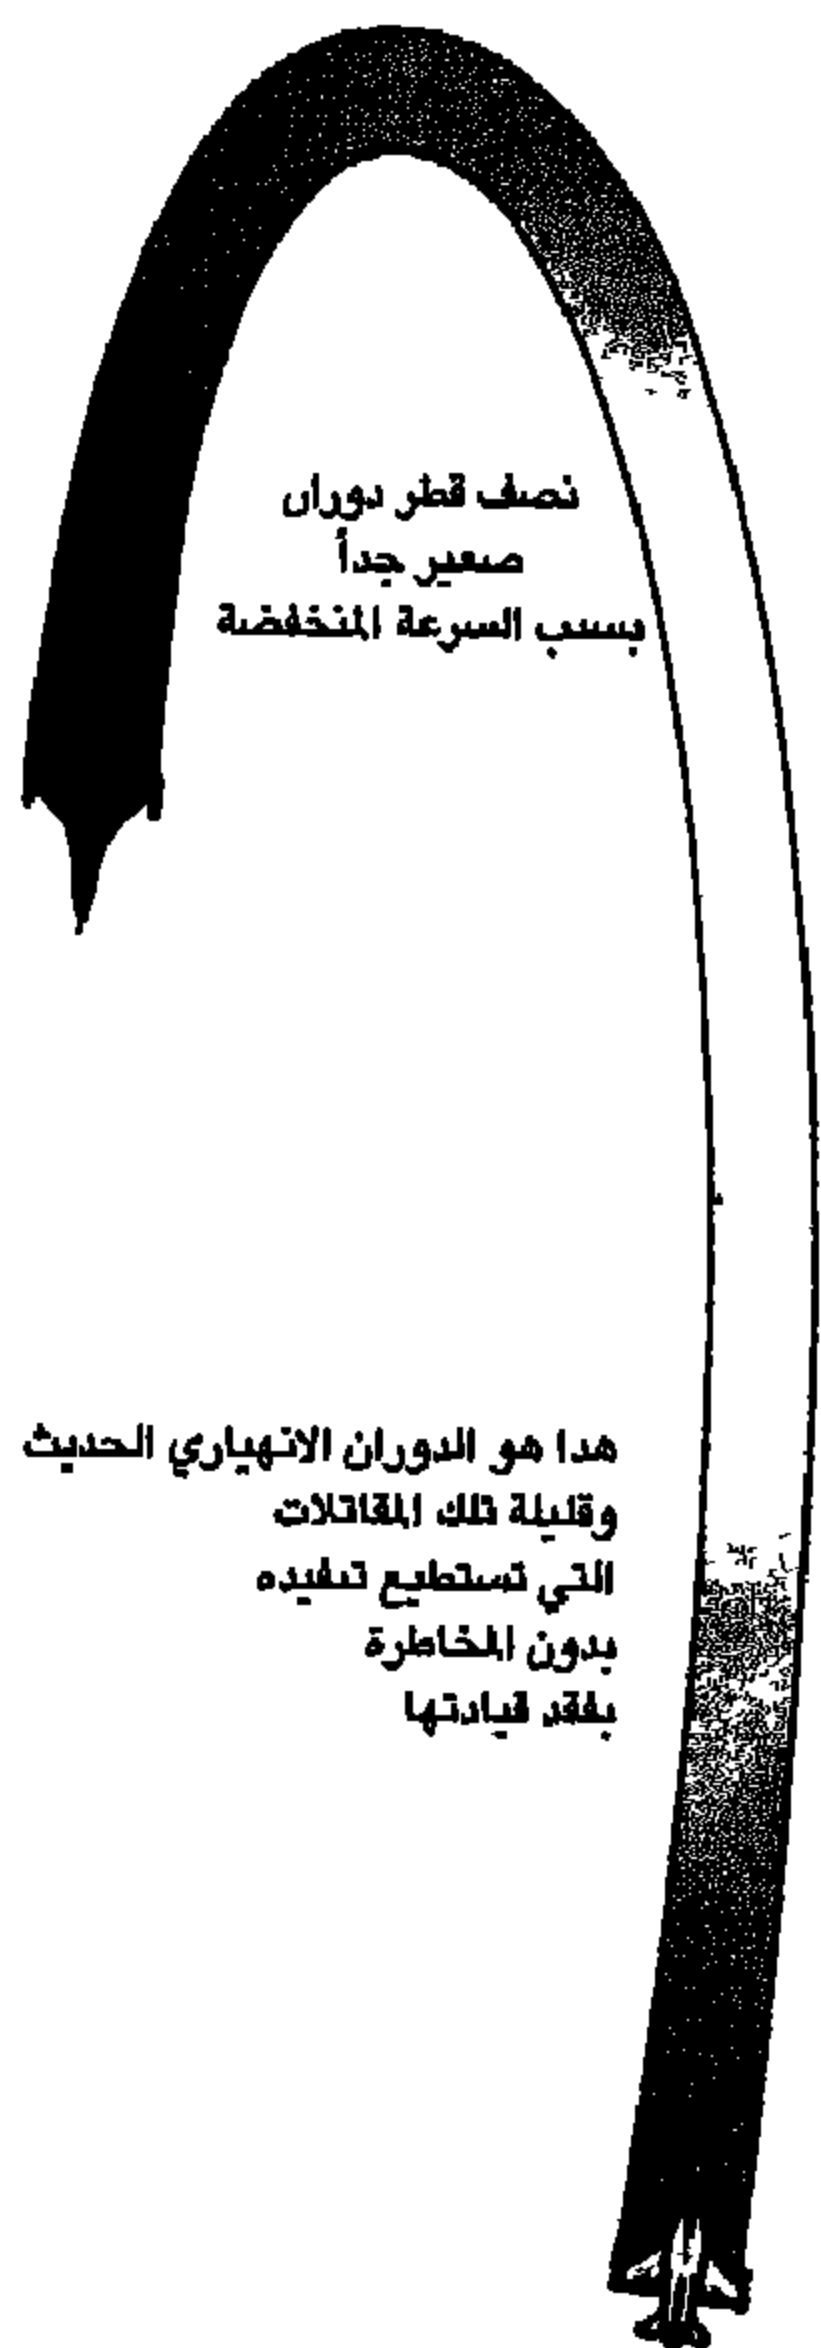 نصف قطر دوران
صغير جداً
بسبب السرعة المنخفضة
هذا هو الدوران الانهياري الحديث
وقليلة تلك المقاتلات
التي تستطيع تنفيذه
بدون المخاطرة
بفقد قيادتها